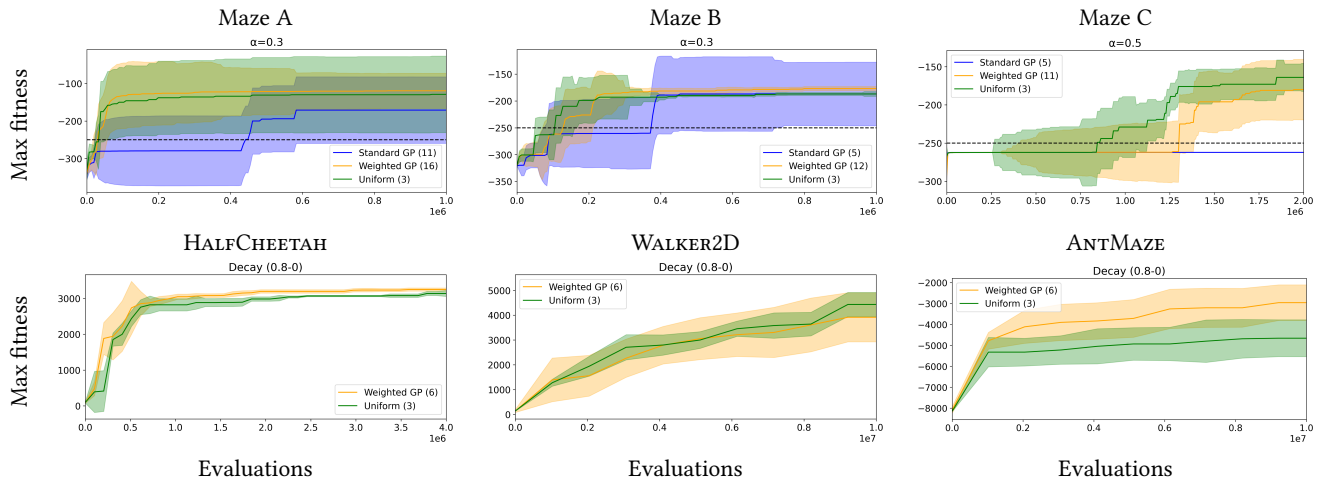 Maze A
Maze B
Maze C
α=0.3
α=0.3
α=0.5
Max fitness
−100
−150
−200
−250
−300
0.0 0.2 0.4 0.6 0.8 1.0
1e6
Standard GP (11)
Weighted GP (16)
Uniform (3)
−150
−200
−250
−300
−350
0.0 0.2 0.4 0.6 0.8 1.0
1e6
Standard GP (5)
Weighted GP (12)
Uniform (3)
−150
−200
−250
−300
0.00 0.25 0.50 0.75 1.00 1.25 1.50 1.75 2.00
1e6
Standard GP (5)
Weighted GP (11)
Uniform (3)
HALFCHEETAH
WALKER2D
ANTMAZE
Decay (0.8-0)
Decay (0.8-0)
Decay (0.8-0)
Max fitness
3000
2000
1000
0
0.0 0.5 1.0 1.5 2.0 2.5 3.0 3.5 4.0
1e6
Weighted GP (6)
Uniform (3)
5000
4000
3000
2000
1000
0
0.0 0.2 0.4 0.6 0.8 1.0
1e7
Weighted GP (6)
Uniform (3)
−2000
−3000
−4000
−5000
−6000
−7000
−8000
0.0 0.2 0.4 0.6 0.8 1.0
1e7
Weighted GP (6)
Uniform (3)
Evaluations
Evaluations
Evaluations